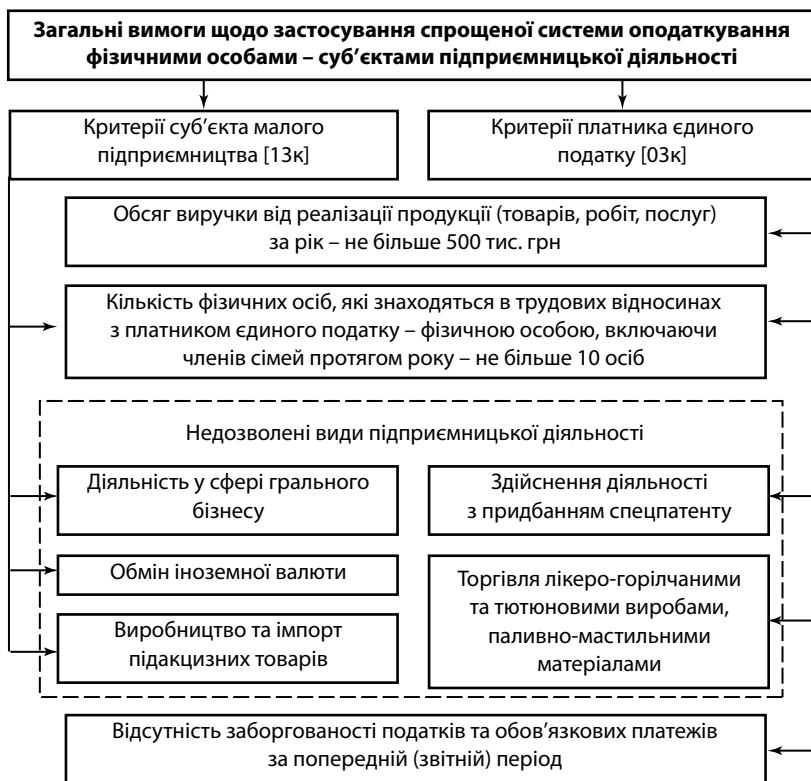 Загальні вимоги щодо застосування спрощеної системи оподаткування
фізичними особами – суб’єктами підприємницької діяльності
Критерії суб’єкта малого
підприємництва [13к]
Критерії платника єдиного
податку [03к]
Обсяг виручки від реалізації продукції (товарів, робіт, послуг)
за рік – не більше 500 тис. грн
Кількість фізичних осіб, які знаходяться в трудових відносинах
з платником єдиного податку – фізичною особою, включаючи
членів сімей протягом року – не більше 10 осіб
Недозволені види підприємницької діяльності
Діяльність у сфері грального
бізнесу
Здійснення діяльності
з придбанням спецпатенту
Обмін іноземної валюти
Торгівля лікеро-горілчаними
та тютюновими виробами,
паливно-мастильними
матеріалами
Виробництво та імпорт
підакцизних товарів
Відсутність заборгованості податків та обов’язкових платежів
за попередній (звітній) період